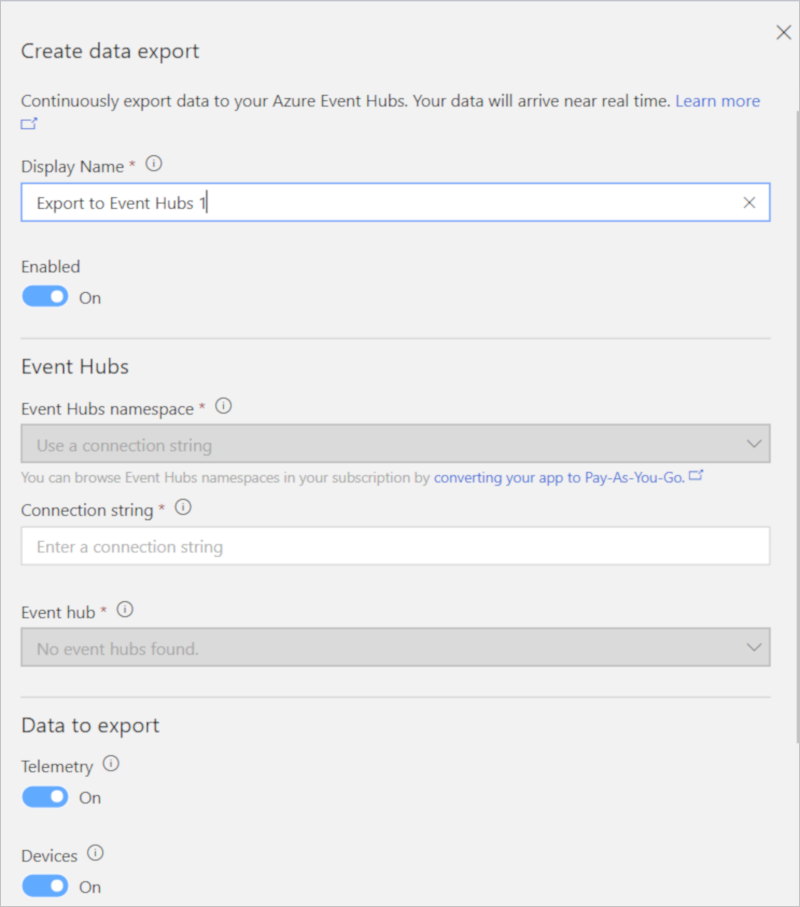 Create data export
Continuously export data to your Azure Event Hubs. Your data will arrive near real time. Learn more
Display Name *
Export to Event Hubs 1
Enabled
On
Event Hubs
Event Hubs namespace *
Use a connection string
You can browse Event Hubs namespaces in your subscription by converting your app to Pay-As-You-Go.
Connection string *
Enter a connection string
Event hub *
No event hubs found.
Data to export
Telemetry
On
Devices
On